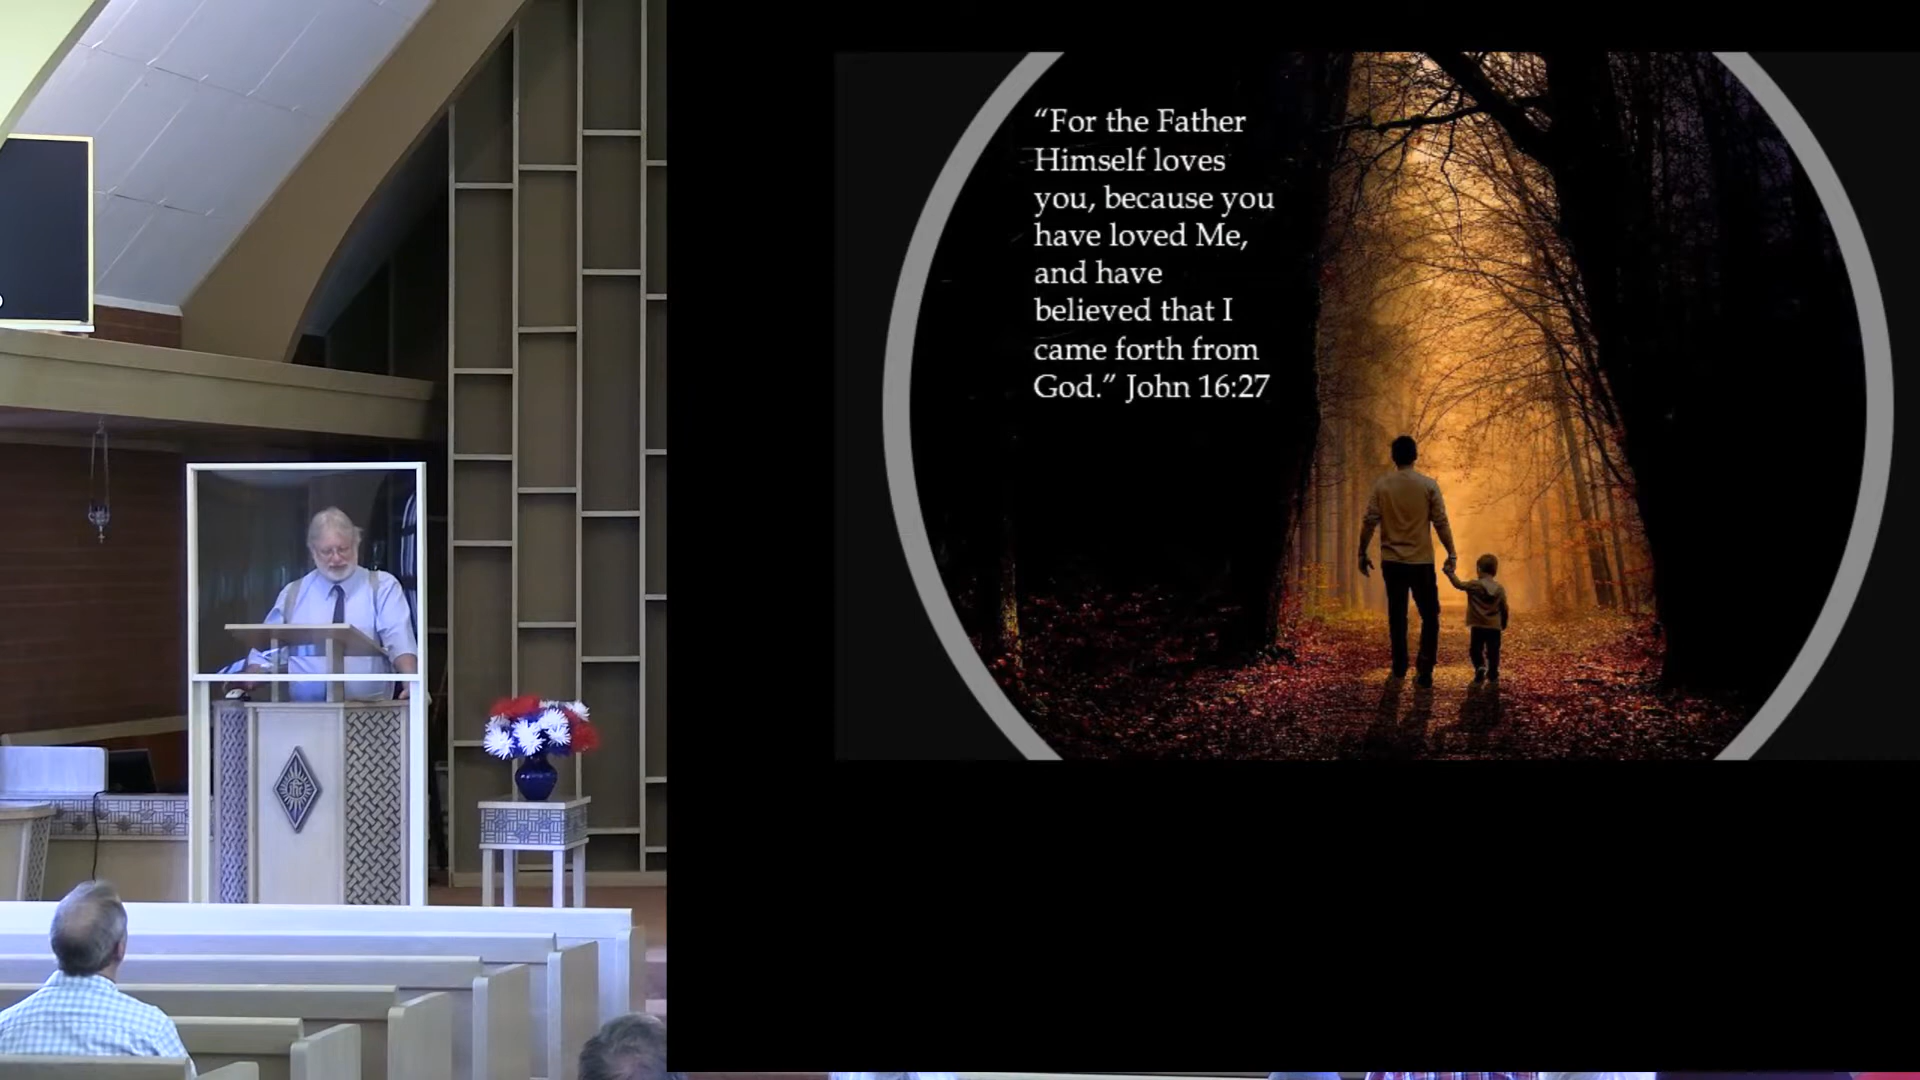 “For the Father
Himself loves
you, because you
have loved Me,
and have
believed that I
came forth from
God.” John 16:27